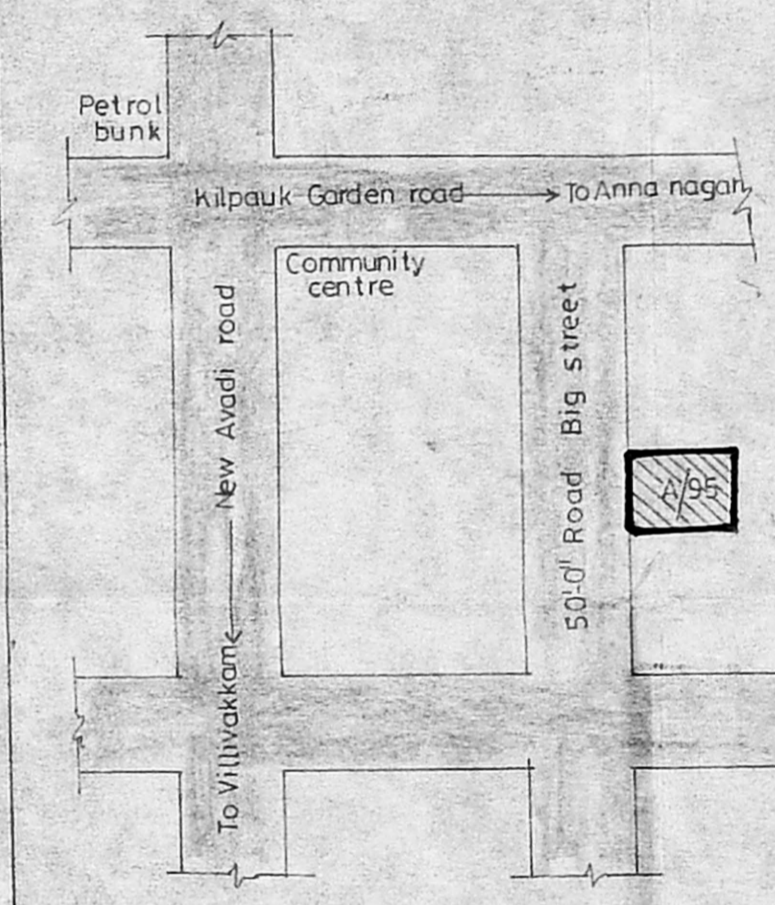 Petrol
bunk
Kilpauk Garden road
To Anna nagar
Community
centre
New Avadi road
To Villivakkam
50'-0" Road Big street
A/95